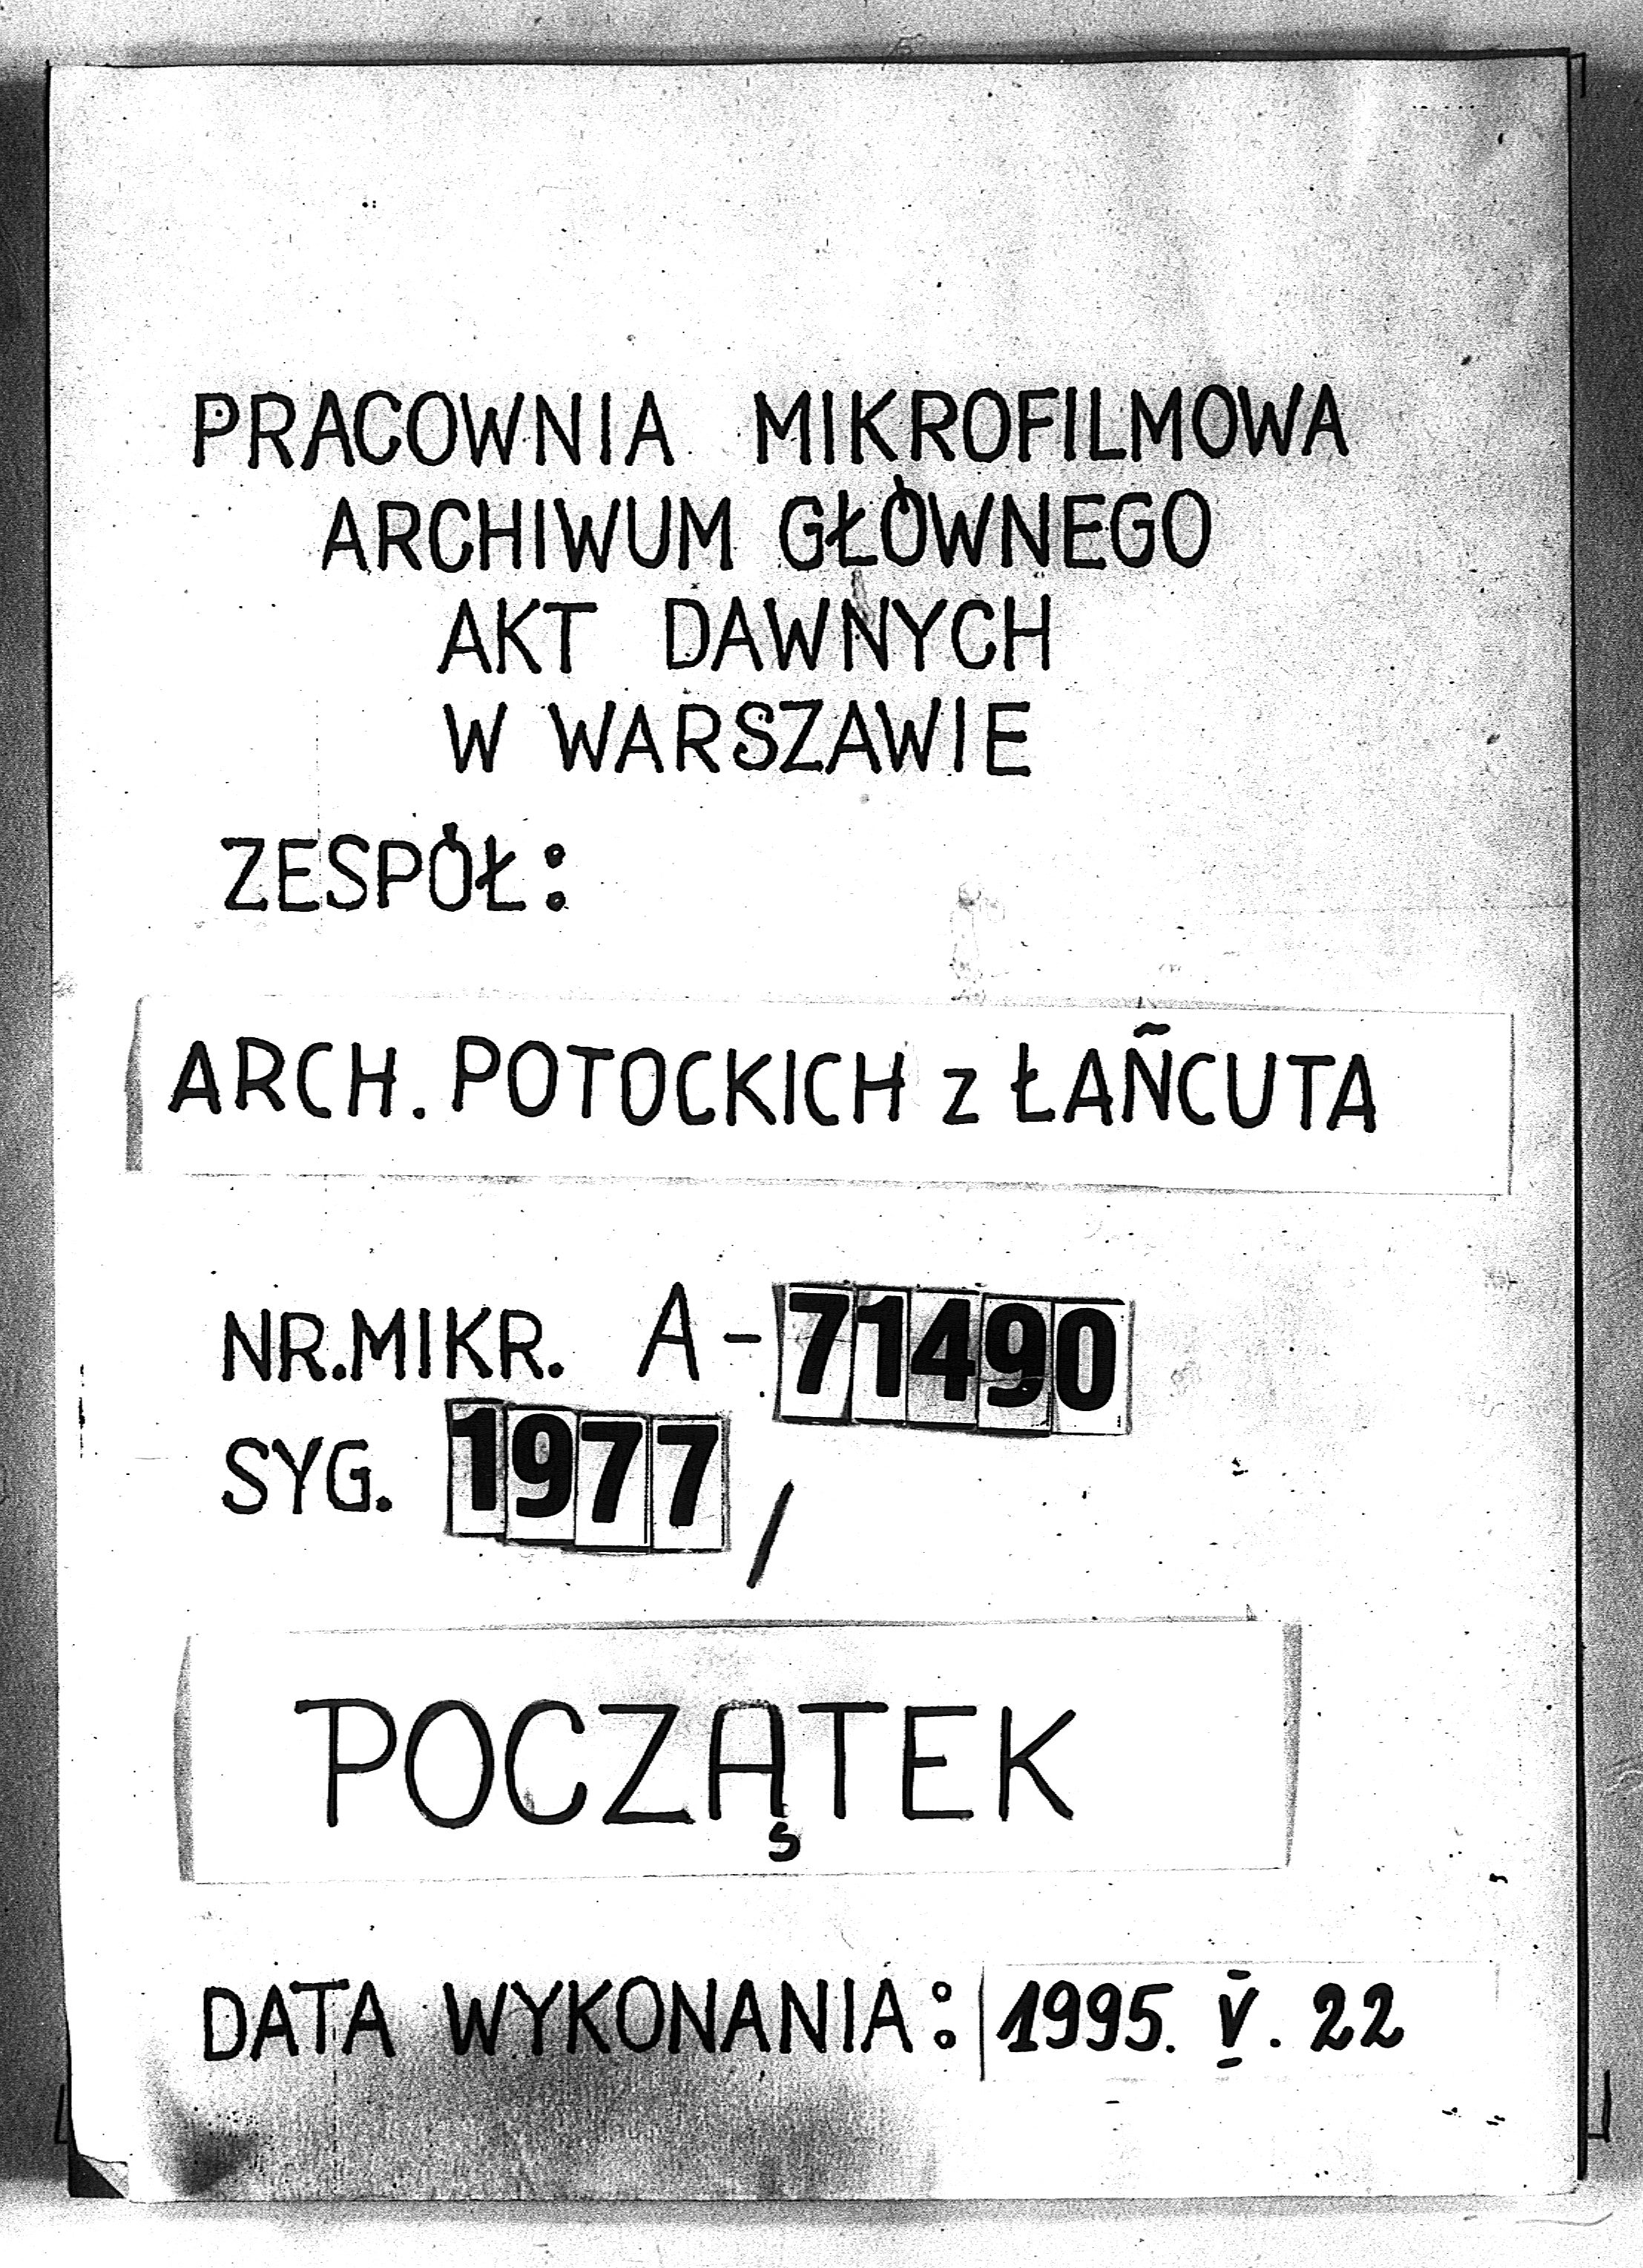 PRACOWNIA MIKROFILMOWA
ARCHIWUM GŁÓWNEGO
AKT DAWNYCH
W WARSZAWIE
ZESPÓŁ:
ARCH. POTOCKICH z ŁAÑCUTA
NR.MIKR. A-71490
SYG. 1977/
POCZĄTEK
DATA WYKONANIA: 1995. V. 22